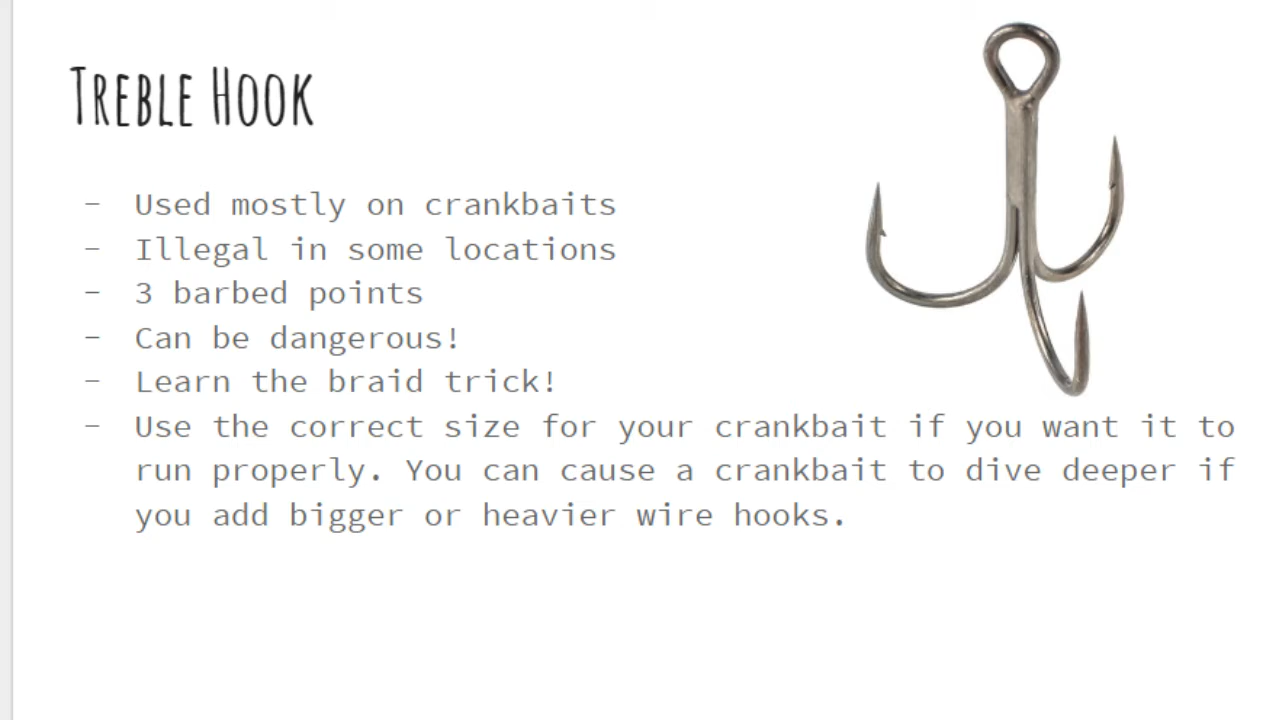 Treble Hook
- Used mostly on crankbaits
- Illegal in some locations
- 3 barbed points
- Can be dangerous!
- Learn the braid trick!
- Use the correct size for your crankbait if you want it to
run properly. You can cause a crankbait to dive deeper if
you add bigger or heavier wire hooks.